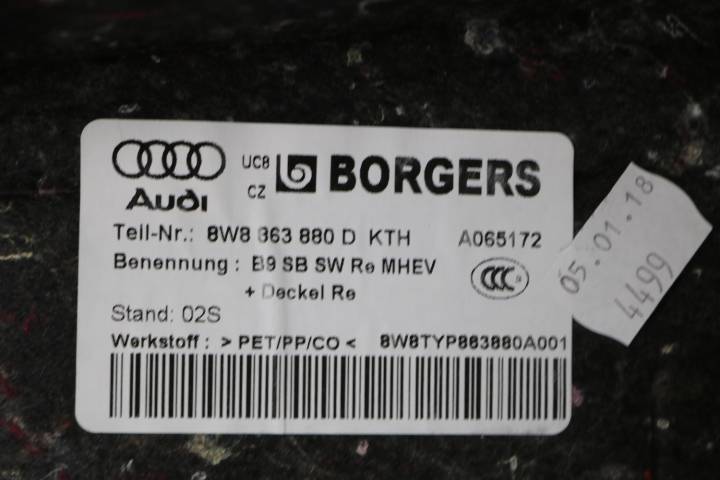 Audi
UC8
CZ
BORGERS
Teil-Nr.: 8W8 863 880 D KTH A065172
Benennung : B9 SB SW Re MHEV
+ Deckel Re
CCC
Stand: 02S
Werkstoff : > PET/PP/CO < 8W8TYP863880A001
05.01.18
4499